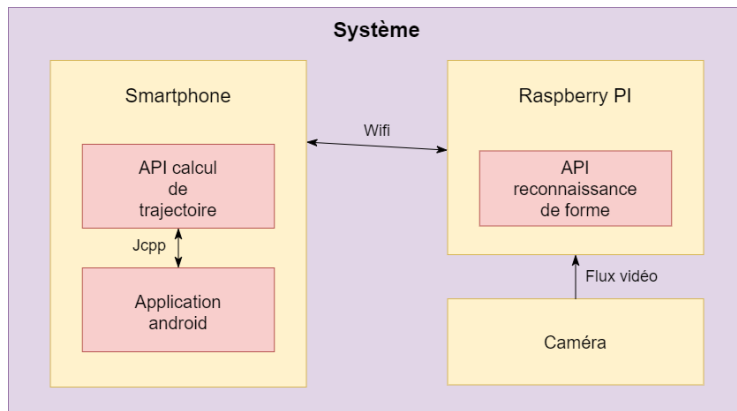 Système
Smartphone
API calcul
de
trajectoire
Jcpp
Application
android
Wifi
Raspberry PI
API
reconnaissance
de forme
Flux vidéo
Caméra